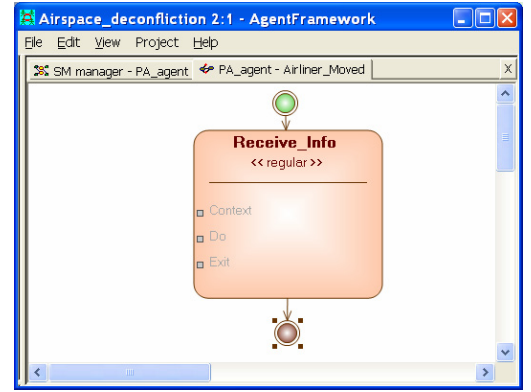 Airspace_deconfliction 2:1 - AgentFramework
File Edit View Project Help
SM manager - PA_agent PA_agent - Airliner_Moved X
Receive_Info
<< regular >>
Context
Do
Exit